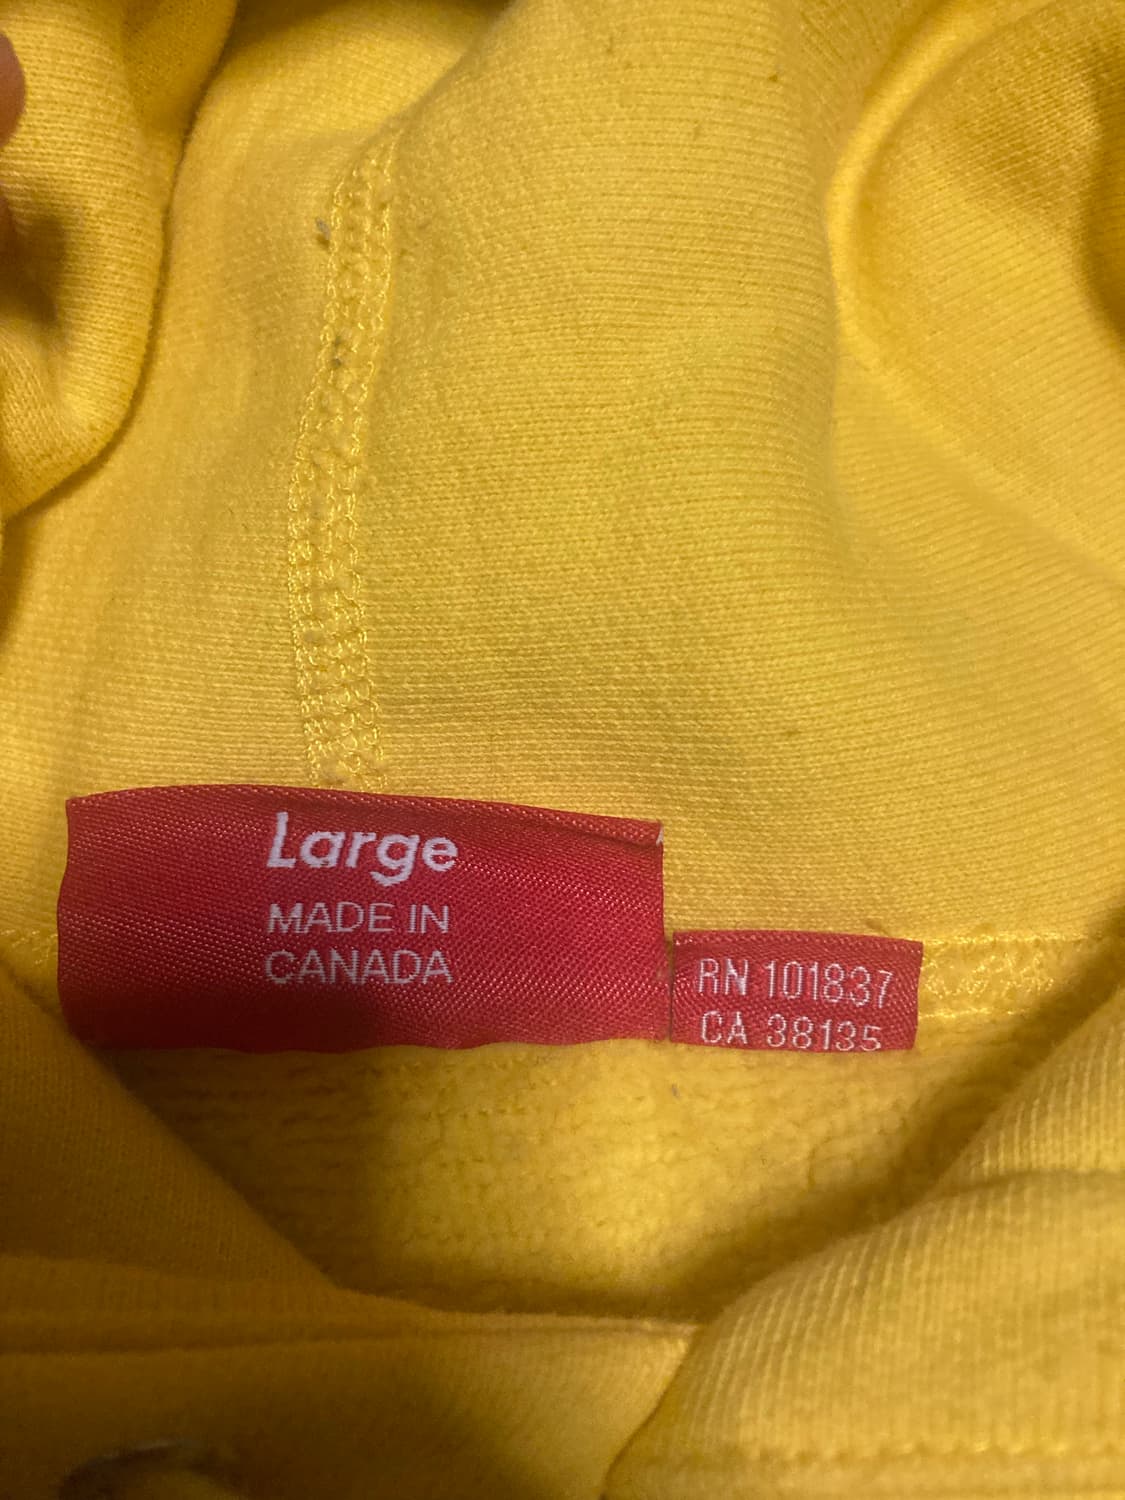 Large
MADE IN
CANADA
RN 101837
CA 38135